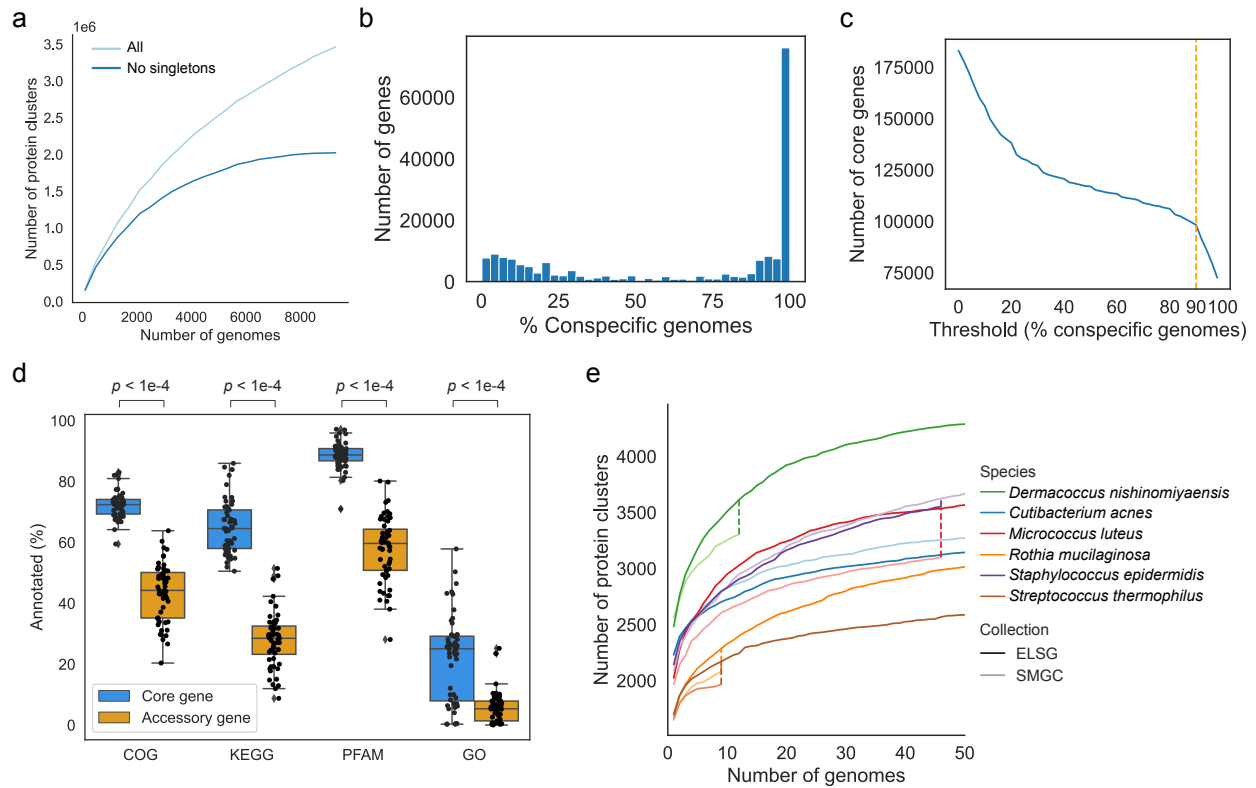 a
1e6
All
No singletons
3.5
3.0
2.5
2.0
1.5
1.0
0.5
0.0
Number of protein clusters
0
2000
4000
6000
8000
Number of genomes
b
60000
40000
20000
0
Number of genes
0
25
50
75
100
% Conspecific genomes
c
175000
150000
125000
100000
75000
Number of core genes
0
20
40
60
80
90
100
Threshold (% conspecific genomes)
d
p < 1e-4
p < 1e-4
p < 1e-4
p < 1e-4
100
80
60
40
20
0
Annotated (%)
Core gene
Accessory gene
COG
KEGG
PFAM
GO
e
4000
3500
3000
2500
2000
Number of protein clusters
0
10
20
30
40
50
Number of genomes
Species
Dermacoccus nishinomiyaensis
Cutibacterium acnes
Micrococcus luteus
Rothia mucilaginosa
Staphylococcus epidermidis
Streptococcus thermophilus
Collection
ELSG
SMGC